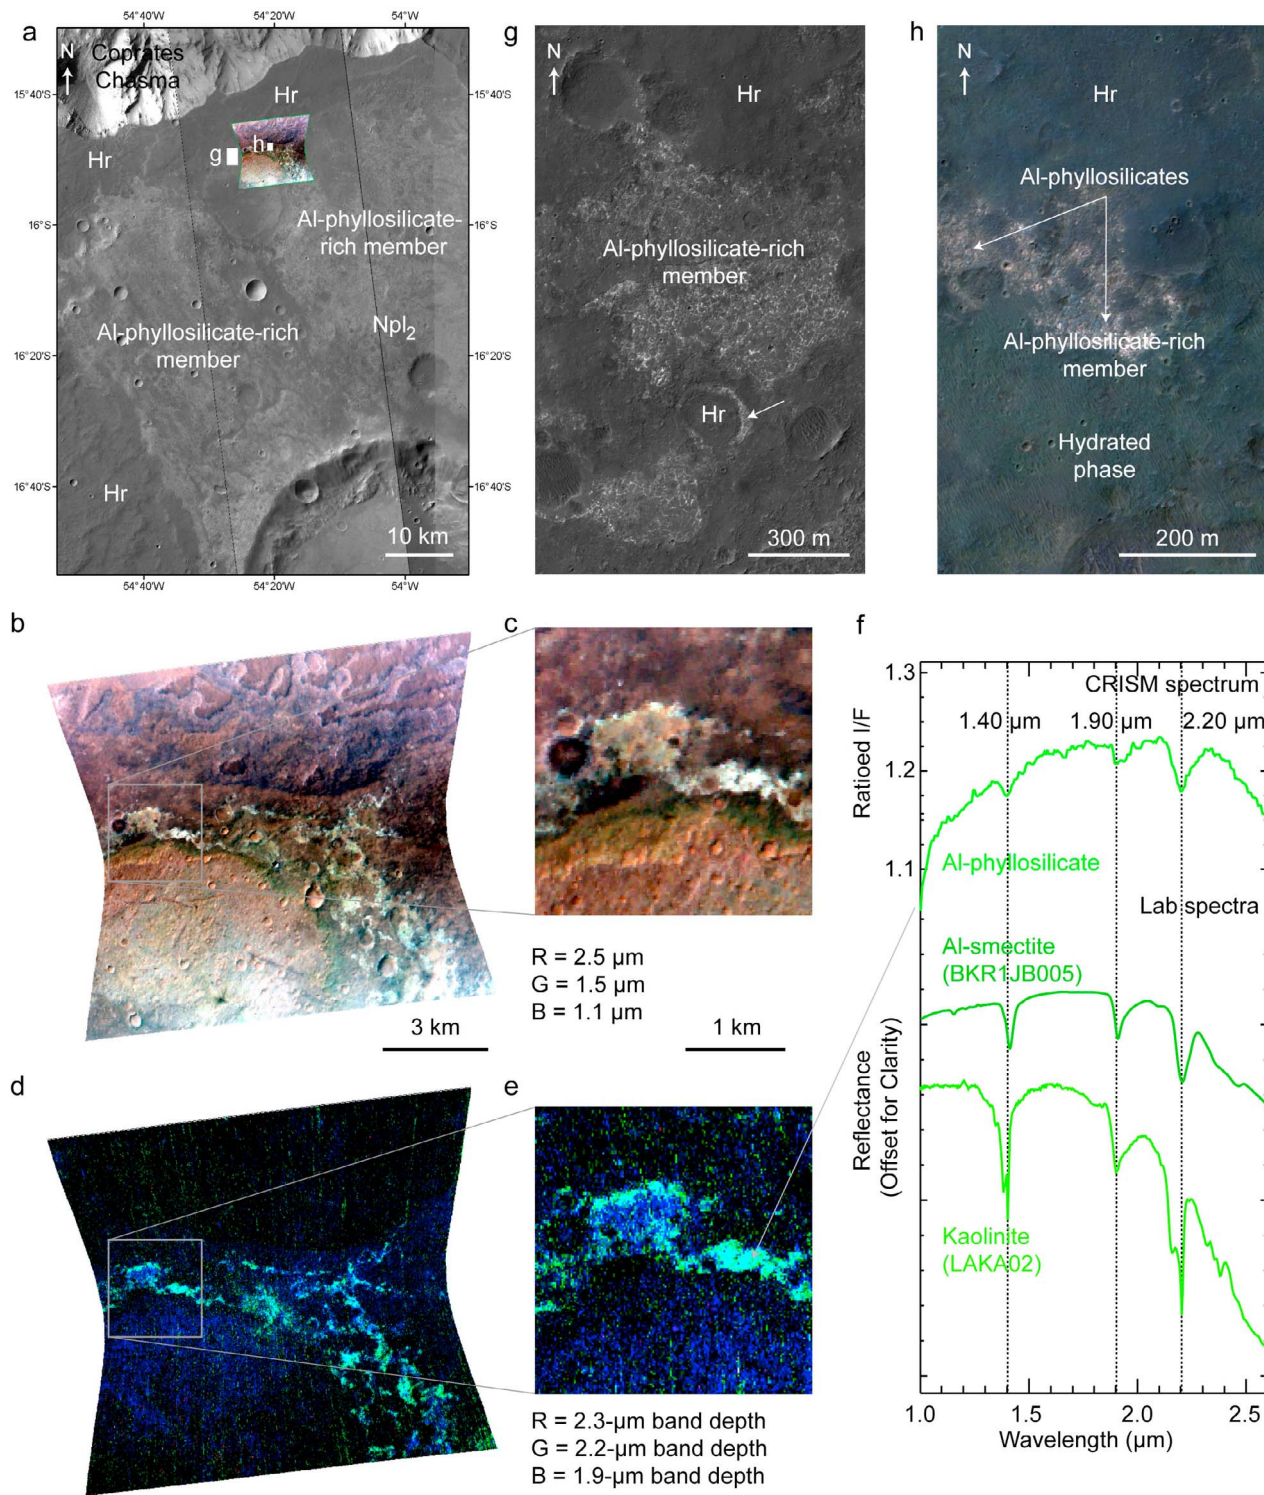 a
54°40'W 54°20'W 54°W
N
Coprates
Chasma
15°40'S
16°S
16°20'S
16°40'S
Hr
Hr
g
h
Al-phyllosilicate-
rich member
Al-phyllosilicate-rich
member
Npl2
Hr
10 km
54°40'W 54°20'W 54°W
15°40'S
16°S
16°20'S
16°40'S
g
N
Hr
Al-phyllosilicate-rich
member
Hr
300 m
h
N
Hr
Al-phyllosilicates
Al-phyllosilicate-rich
member
Hydrated
phase
200 m
b
3 km
c
R = 2.5 µm
G = 1.5 µm
B = 1.1 µm
1 km
d
e
R = 2.3-µm band depth
G = 2.2-µm band depth
B = 1.9-µm band depth
f
1.3
1.2
1.1
Ratioed I/F
CRISM spectrum
1.40 µm 1.90 µm 2.20 µm
Al-phyllosilicate
Lab spectra
Al-smectite
(BKR1JB005)
Reflectance
(Offset for Clarity)
Kaolinite
(LAKA02)
1.0 1.5 2.0 2.5
Wavelength (µm)